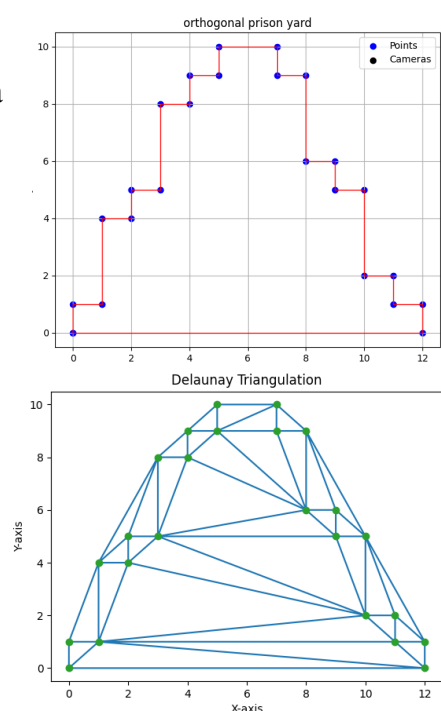 orthogonal prison yard
10
Points
Cameras
8
6
4
2
0
0 2 4 6 8 10 12
Delaunay Triangulation
10
8
6
Y-axis
4
2
0
0 2 4 6 8 10 12
X-axis